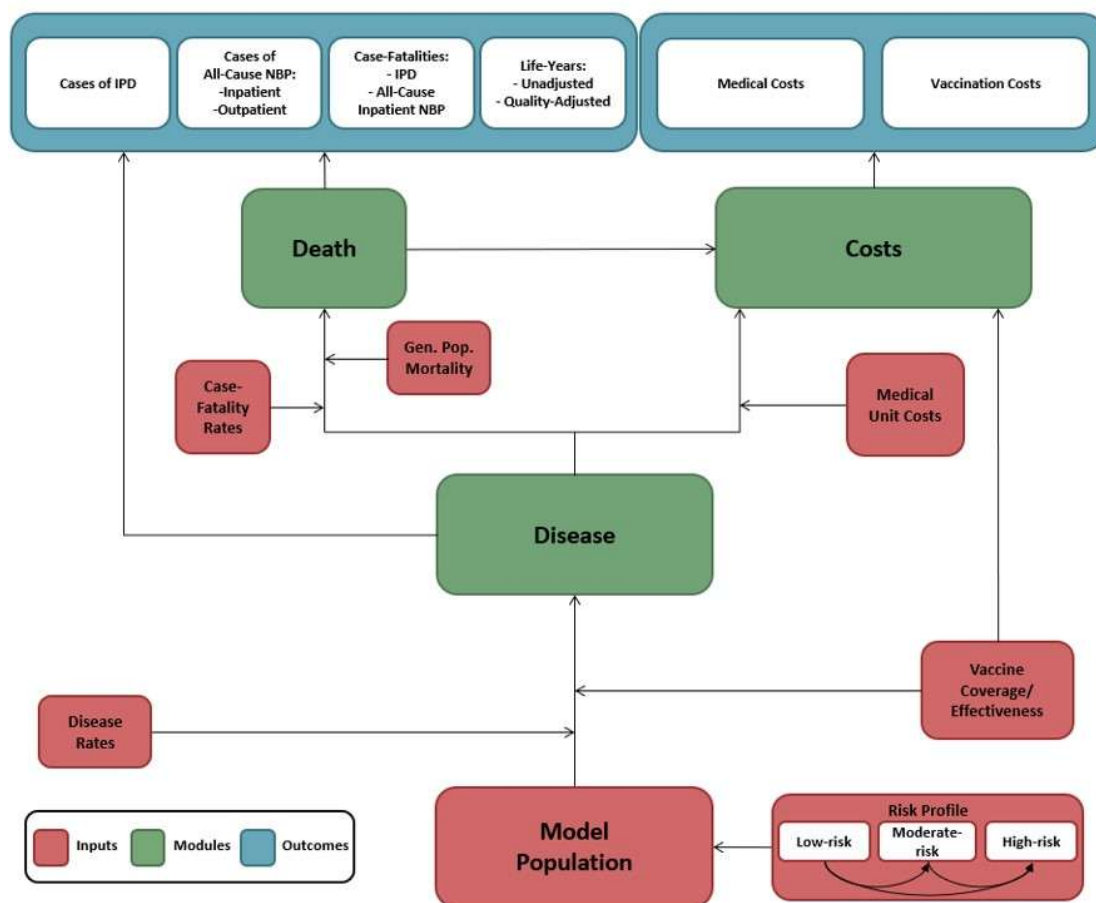 Cases of IPD
Cases of
All-Cause NBP:
-Inpatient
-Outpatient
Case-Fatalities:
- IPD
- All-Cause
Inpatient NBP
Life-Years:
- Unadjusted
- Quality-Adjusted
Medical Costs
Vaccination Costs
Death
Costs
Gen. Pop.
Mortality
Case-
Fatality
Rates
Medical
Unit Costs
Disease
Vaccine
Coverage/
Effectiveness
Disease
Rates
Model
Population
Risk Profile
Low-risk
Moderate-
risk
High-risk
Inputs
Modules
Outcomes